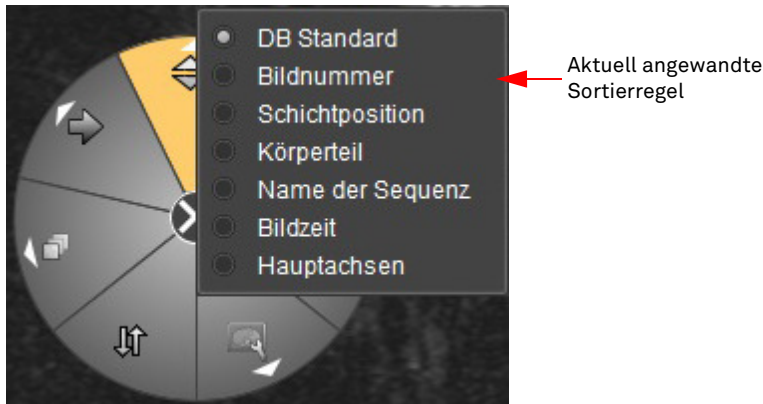 DB Standard
Bildnummer
Schichtposition
Körperteil
Name der Sequenz
Bildzeit
Hauptachsen
Aktuell angewandte
Sortierregel